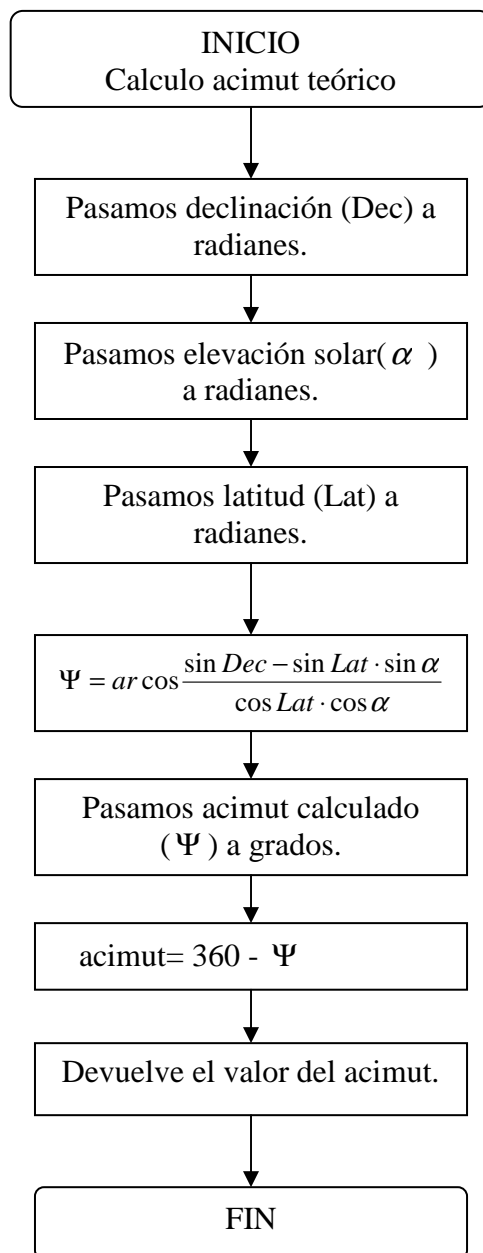 INICIO
Calculo acimut teórico
Pasamos declinación (Dec) a
radianes.
Pasamos elevación solar(α )
a radianes.
Pasamos latitud (Lat) a
radianes.
Ψ = ar cos (sin Dec − sin Lat · sin α) / (cos Lat · cos α)
Pasamos acimut calculado
(Ψ) a grados.
acimut= 360 - Ψ
Devuelve el valor del acimut.
FIN